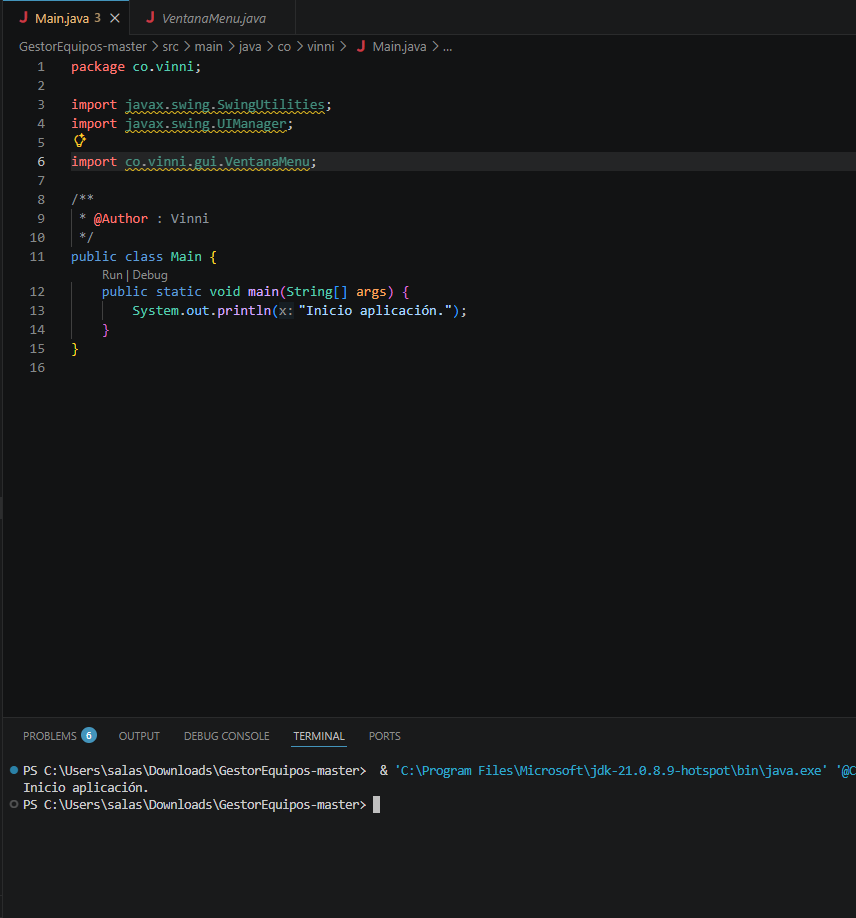 Main.java 3
VentanaMenu.java
GestorEquipos-master > src > main > java > co > vinni > Main.java > ...
1 package co.vinni;
2
3 import javax.swing.SwingUtilities;
4 import javax.swing.UIManager;
5
6 import co.vinni.gui.VentanaMenu;
7
8 /**
9 * @Author : Vinni
10 */
11 public class Main {
Run | Debug
12 public static void main(String[] args) {
13 System.out.println(x: "Inicio aplicación.");
14 }
15 }
16
PROBLEMS 6 OUTPUT DEBUG CONSOLE TERMINAL PORTS
PS C:\Users\salas\Downloads\GestorEquipos-master> & 'C:\Program Files\Microsoft\jdk-21.0.8.9-hotspot\bin\java.exe' '@C
Inicio aplicación.
PS C:\Users\salas\Downloads\GestorEquipos-master>